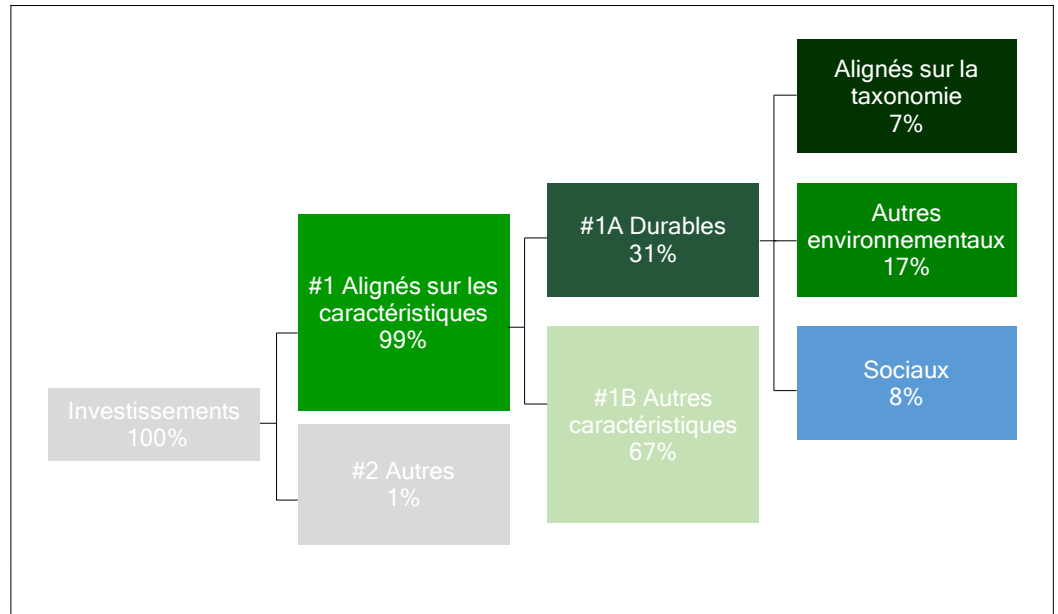 Investissements
100%
#1 Alignés sur les
caractéristiques
99%
#2 Autres
1%
#1A Durables
31%
#1B Autres
caractéristiques
67%
Alignés sur la
taxonomie
7%
Autres
environnementaux
17%
Sociaux
8%